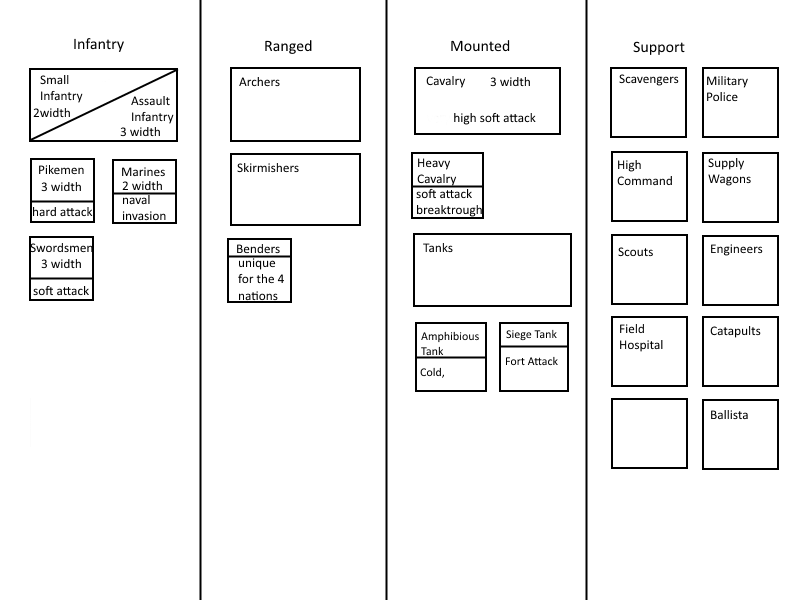 Infantry
Small
Infantry
2width
Assault
Infantry
3 width
Pikemen
3 width
hard attack
Marines
2 width
naval
invasion
Swordsmen
3 width
soft attack
Ranged
Archers
Skirmishers
Benders
unique
for the 4
nations
Mounted
Cavalry 3 width
high soft attack
Heavy
Cavalry
soft attack
breaktrough
Tanks
Amphibious
Tank
Cold,
Siege Tank
Fort Attack
Support
Scavengers
Military
Police
High
Command
Supply
Wagons
Scouts
Engineers
Field
Hospital
Catapults
Ballista